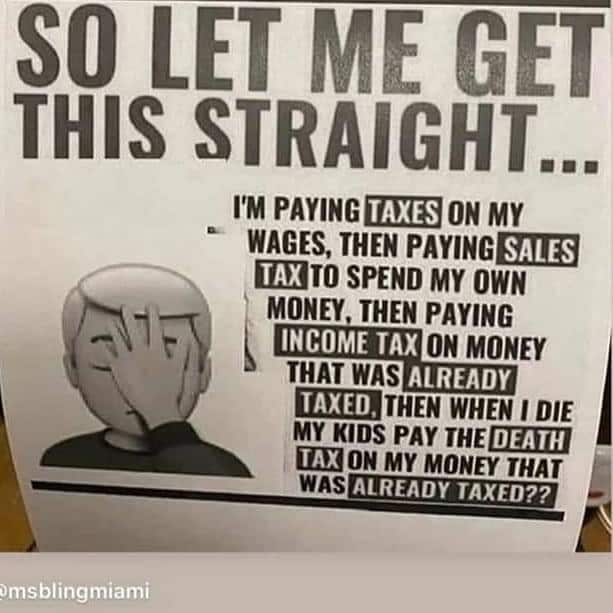 SO LET ME GET
THIS STRAIGHT...
I'M PAYING TAXES ON MY
WAGES, THEN PAYING SALES
TAX TO SPEND MY OWN
MONEY, THEN PAYING
INCOME TAX ON MONEY
THAT WAS ALREADY
TAXED, THEN WHEN I DIE
MY KIDS PAY THE DEATH
TAX ON MY MONEY THAT
WAS ALREADY TAXED??
@msblingmiami